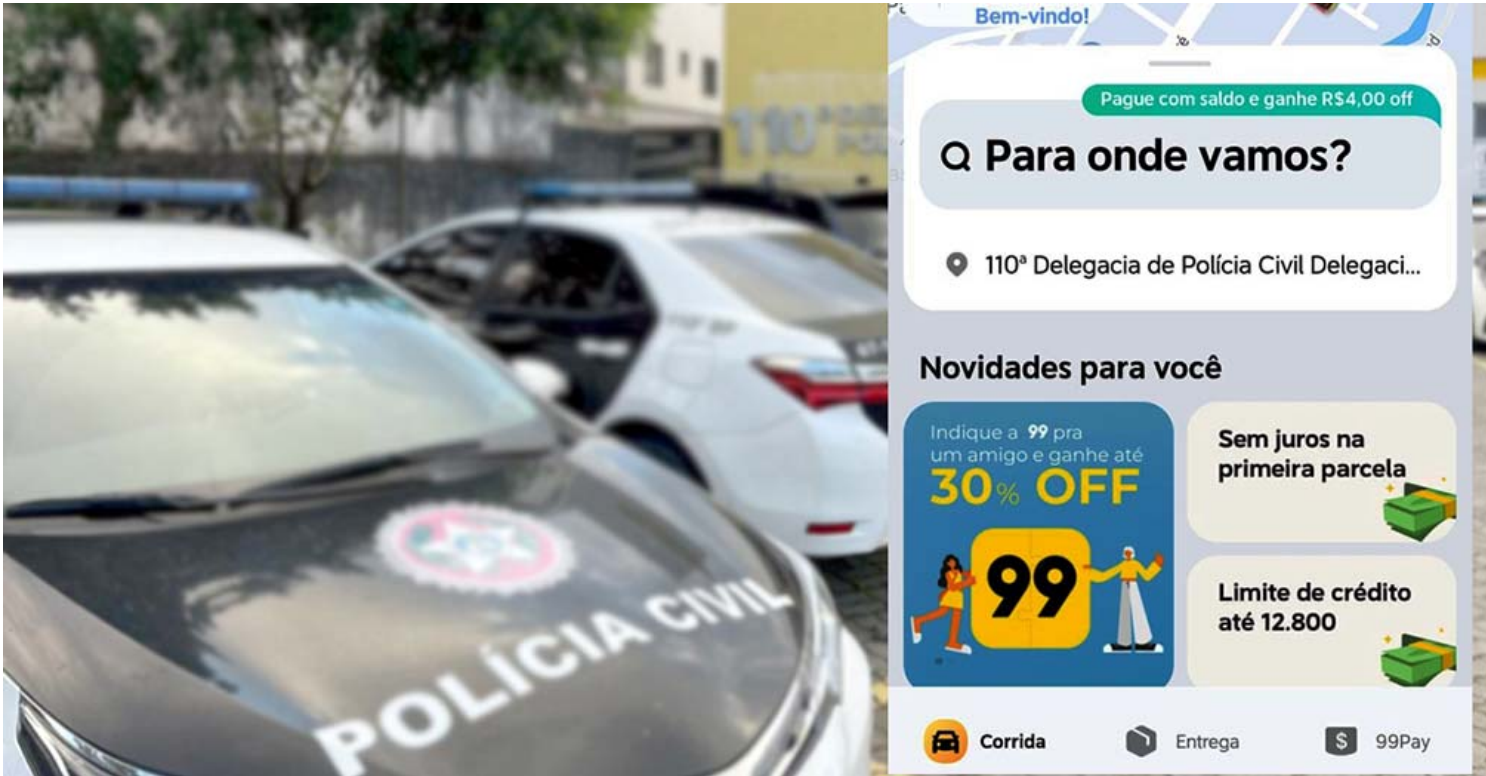 110ª
POLÍCIA CIVIL
Bem-vindo!
Pague com saldo e ganhe R$4,00 off
Para onde vamos?
110ª Delegacia de Polícia Civil Delegaci...
Novidades para você
Indique a 99 pra
um amigo e ganhe até
30% OFF
99
Sem juros na
primeira parcela
Limite de crédito
até 12.800
Corrida
Entrega
$ 99Pay